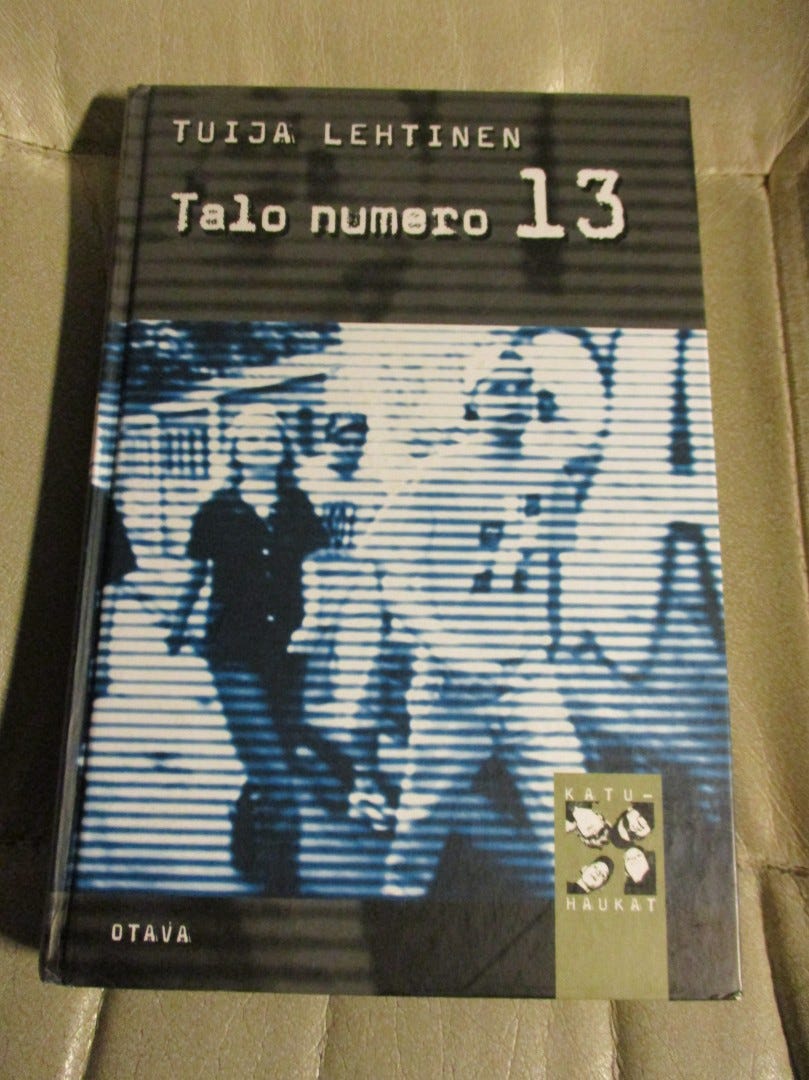 TUIJA LEHTINEN
Talo numero 13
KATU-
HAUKAT
OTAVA